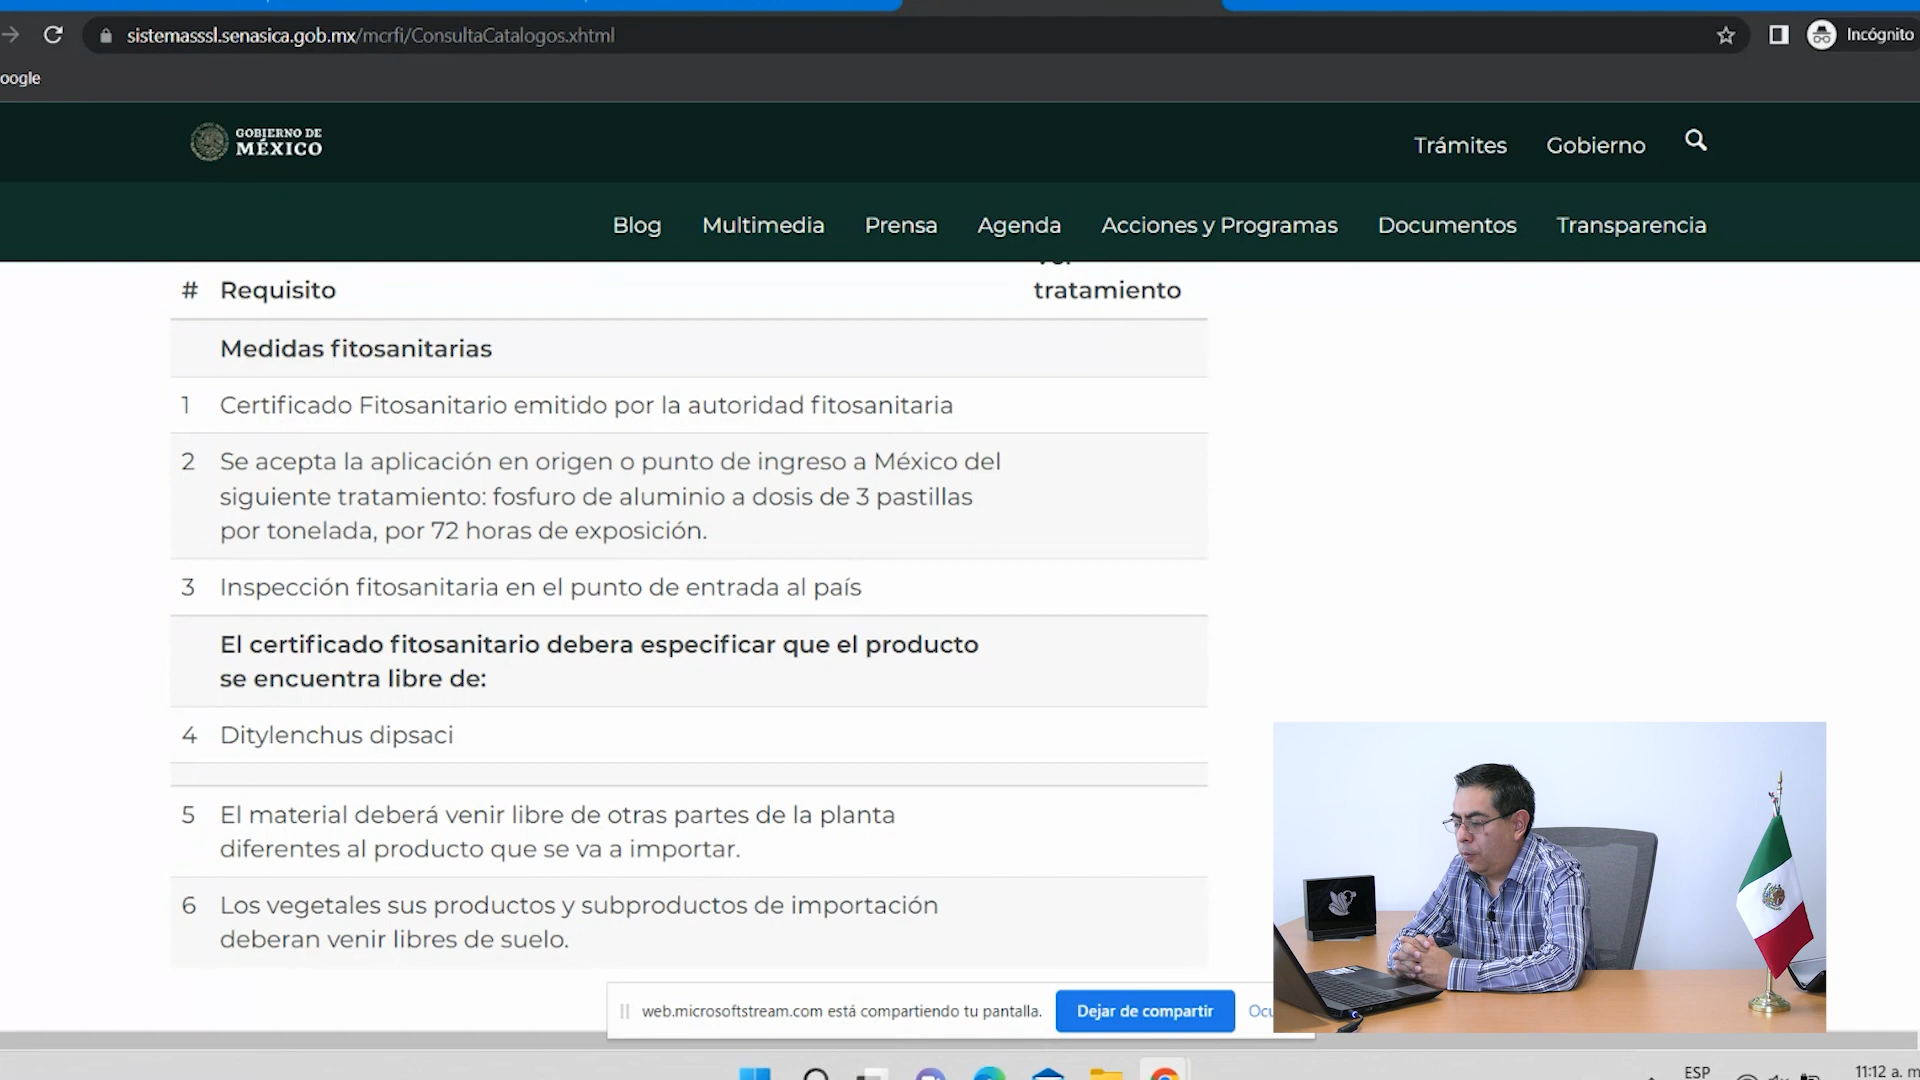 sistemasssl.senasica.gob.mx/mcrfi/ConsultaCatalogos.xhtml
Incógnito
oogle
GOBIERNO DE
MÉXICO
Trámites
Gobierno
Blog
Multimedia
Prensa
Agenda
Acciones y Programas
Documentos
Transparencia
# Requisito
tratamiento
Medidas fitosanitarias
1 Certificado Fitosanitario emitido por la autoridad fitosanitaria
2 Se acepta la aplicación en origen o punto de ingreso a México del
siguiente tratamiento: fosfuro de aluminio a dosis de 3 pastillas
por tonelada, por 72 horas de exposición.
3 Inspección fitosanitaria en el punto de entrada al país
El certificado fitosanitario debera especificar que el producto
se encuentra libre de:
4 Ditylenchus dipsaci
5 El material deberá venir libre de otras partes de la planta
diferentes al producto que se va a importar.
6 Los vegetales sus productos y subproductos de importación
deberan venir libres de suelo.
web.microsoftstream.com está compartiendo tu pantalla.
Dejar de compartir
Ocu
ESP
11:12 a. m